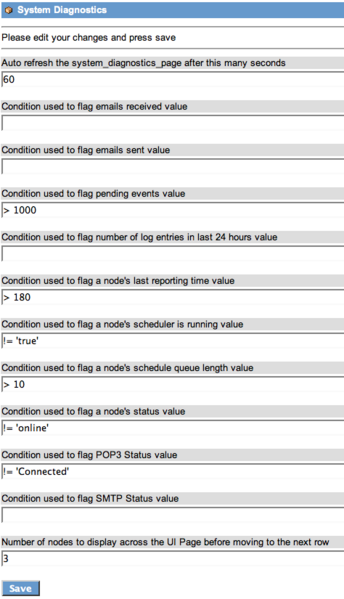 System Diagnostics
Please edit your changes and press save
Auto refresh the system_diagnostics_page after this many seconds
60
Condition used to flag emails received value
Condition used to flag emails sent value
Condition used to flag pending events value
> 1000
Condition used to flag number of log entries in last 24 hours value
Condition used to flag a node's last reporting time value
> 180
Condition used to flag a node's scheduler is running value
!= 'true'
Condition used to flag a node's schedule queue length value
> 10
Condition used to flag a node's status value
!= 'online'
Condition used to flag POP3 Status value
!= 'Connected'
Condition used to flag SMTP Status value
Number of nodes to display across the UI Page before moving to the next row
3
Save